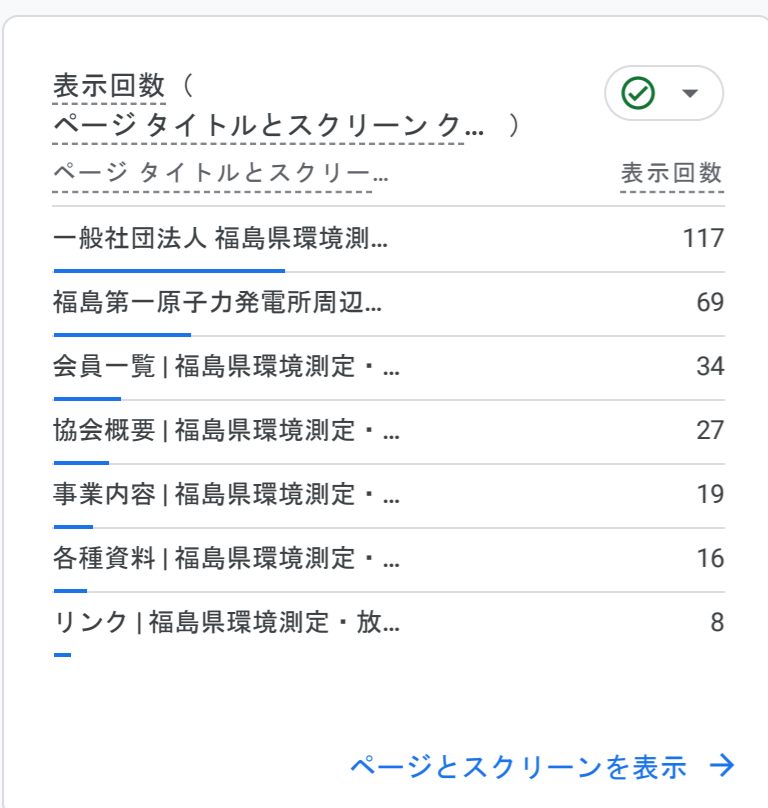 表示回数（
ページ タイトルとスクリーン ク... ）
ページ タイトルとスクリー... 表示回数
一般社団法人 福島県環境測... 117
福島第一原子力発電所周辺... 69
会員一覧 | 福島県環境測定・... 34
協会概要 | 福島県環境測定・... 27
事業内容 | 福島県環境測定・... 19
各種資料 | 福島県環境測定・... 16
リンク | 福島県環境測定・放... 8
ページとスクリーンを表示 →